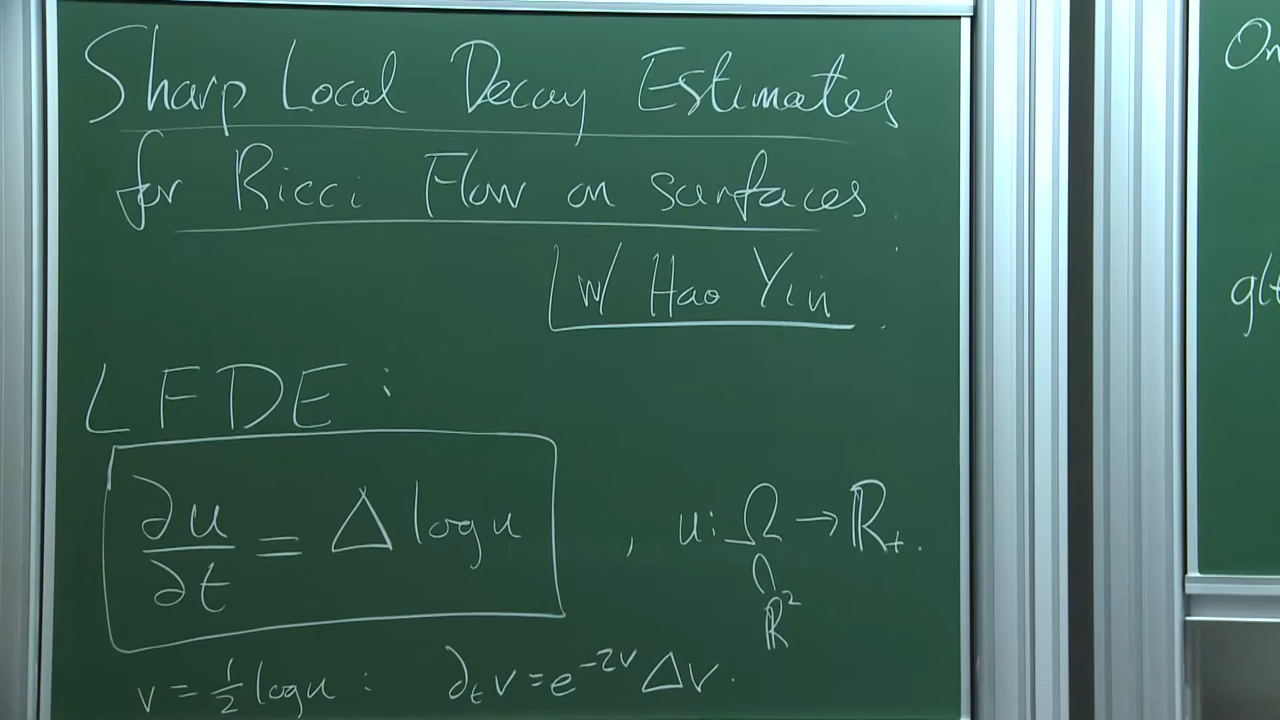 Sharp Local Decay Estimates
for Ricci Flow on surfaces
w/ Hao Yin
LFDE:
∂u/∂t = Δ log u , u: Ω → ℝ₊.
∩
ℝ²
v = ½ log u : ∂ₜv = e^{-2v} Δv.
On